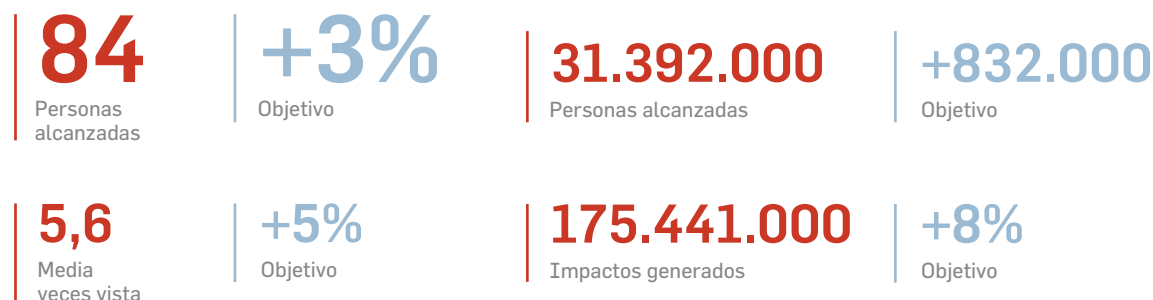 84
Personas
alcanzadas
+3%
Objetivo
31.392.000
Personas alcanzadas
+832.000
Objetivo
5,6
Media
veces vista
+5%
Objetivo
175.441.000
Impactos generados
+8%
Objetivo